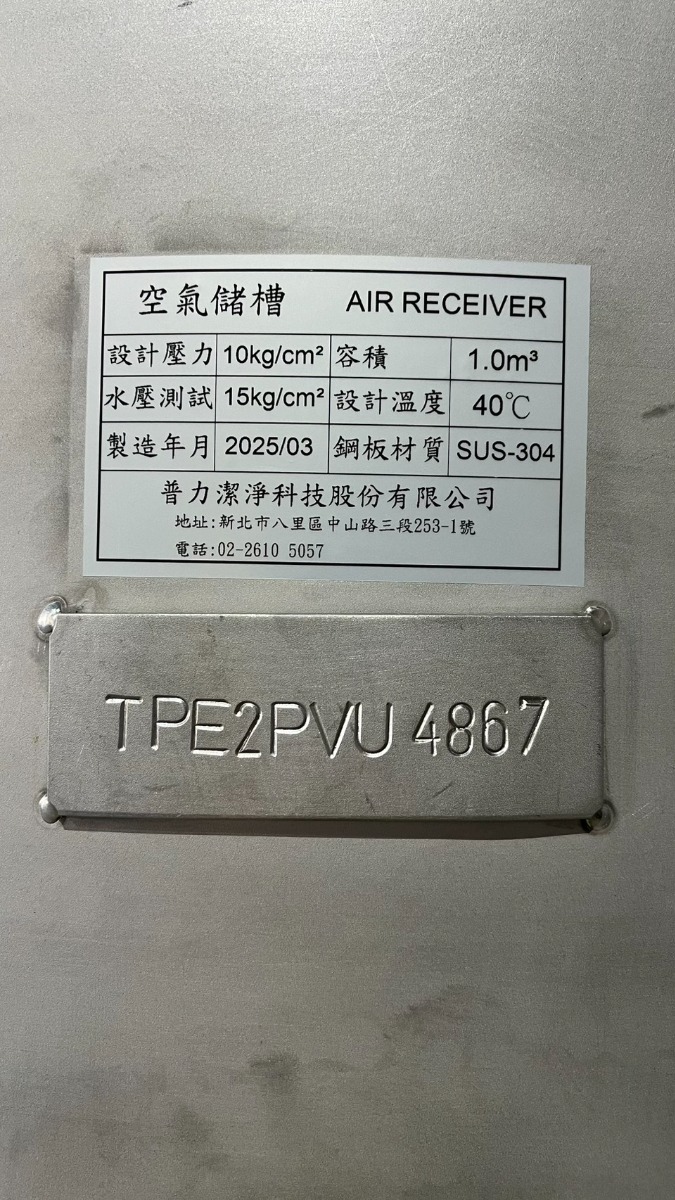 空氣儲槽 AIR RECEIVER
設計壓力 10kg/cm² 容積 1.0m³
水壓測試 15kg/cm² 設計溫度 40℃
製造年月 2025/03 鋼板材質 SUS-304
普力潔淨科技股份有限公司
地址:新北市八里區中山路三段253-1號
電話:02-2610 5057
TPE2PVU 4867